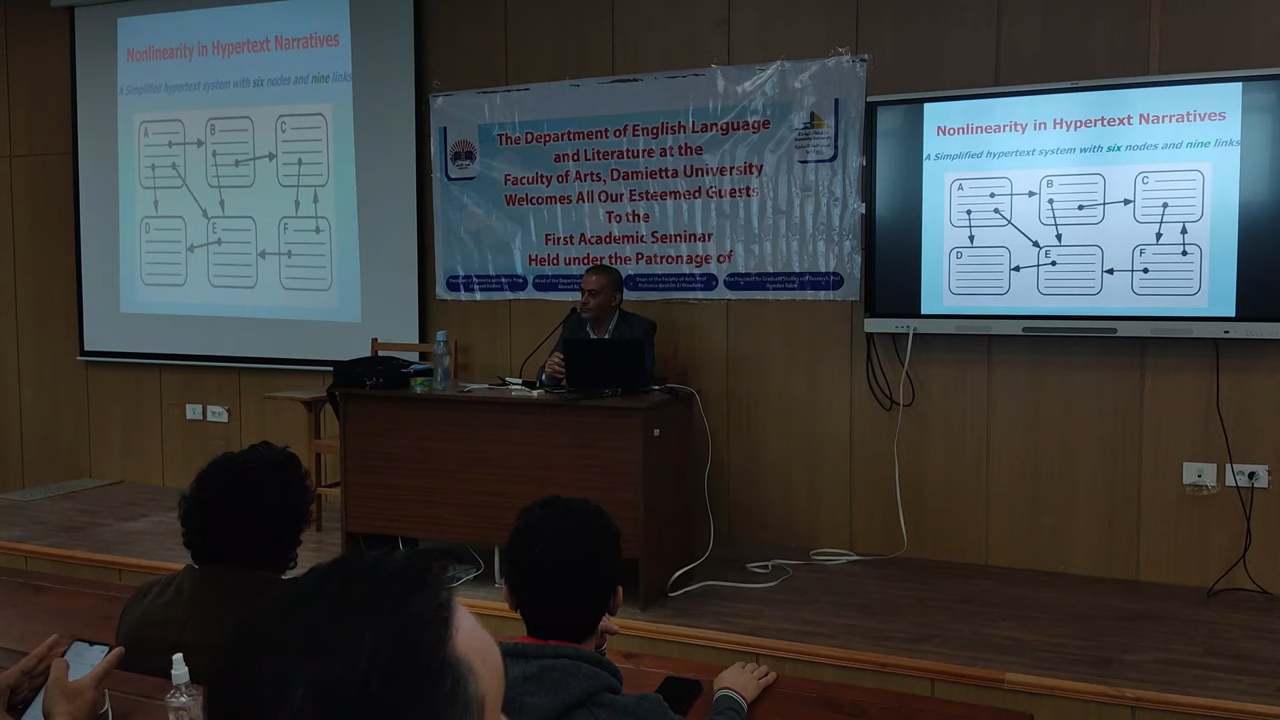 Nonlinearity in Hypertext Narratives
A Simplified hypertext system with six nodes and nine links
A
B
C
D
E
F
The Department of English Language
and Literature at the
Faculty of Arts, Damietta University
Welcomes All Our Esteemed Guests
To the
First Academic Seminar
Held under the Patronage of
Nonlinearity in Hypertext Narratives
A Simplified hypertext system with six nodes and nine links
A
B
C
D
E
F